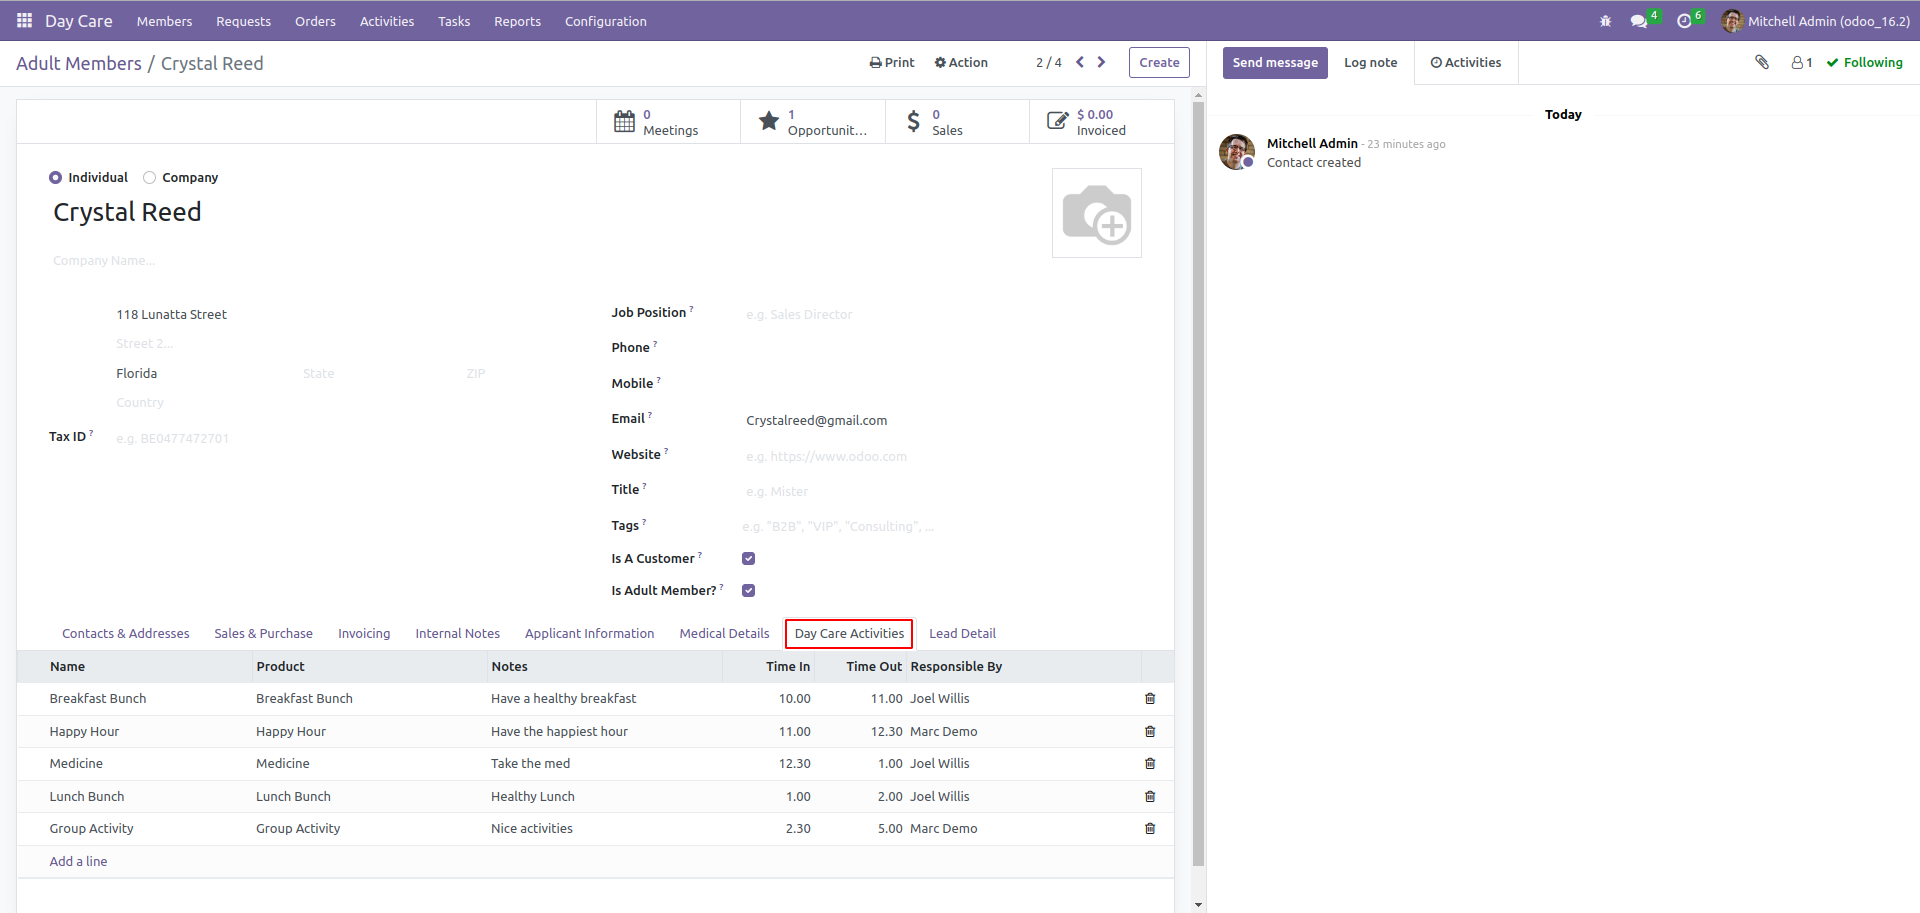 Day Care Members Requests Orders Activities Tasks Reports Configuration 4 6 Mitchell Admin (odoo_16.2)
Adult Members / Crystal Reed Print Action 2 / 4 Create Send message Log note Activities 1 Following
0 Meetings 1 Opportunit... 0 Sales $ 0.00 Invoiced
Today
Mitchell Admin - 23 minutes ago
Contact created
Individual Company
Crystal Reed
Company Name...
118 Lunatta Street
Street 2...
Florida State ZIP
Country
Tax ID ? e.g. BE0477472701
Job Position ? e.g. Sales Director
Phone ?
Mobile ?
Email ? Crystalreed@gmail.com
Website ? e.g. https://www.odoo.com
Title ? e.g. Mister
Tags ? e.g. "B2B", "VIP", "Consulting", ...
Is A Customer ?
Is Adult Member? ?
Contacts & Addresses Sales & Purchase Invoicing Internal Notes Applicant Information Medical Details Day Care Activities Lead Detail
Name Product Notes Time In Time Out Responsible By
Breakfast Bunch Breakfast Bunch Have a healthy breakfast 10.00 11.00 Joel Willis
Happy Hour Happy Hour Have the happiest hour 11.00 12.30 Marc Demo
Medicine Medicine Take the med 12.30 1.00 Joel Willis
Lunch Bunch Lunch Bunch Healthy Lunch 1.00 2.00 Joel Willis
Group Activity Group Activity Nice activities 2.30 5.00 Marc Demo
Add a line